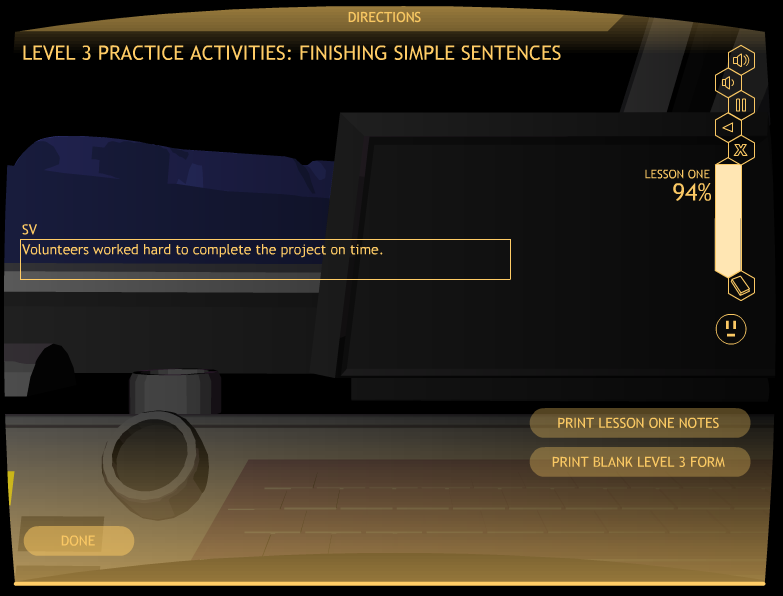 DIRECTIONS
LEVEL 3 PRACTICE ACTIVITIES: FINISHING SIMPLE SENTENCES
X
LESSON ONE
94%
SV
Volunteers worked hard to complete the project on time.
PRINT LESSON ONE NOTES
PRINT BLANK LEVEL 3 FORM
DONE